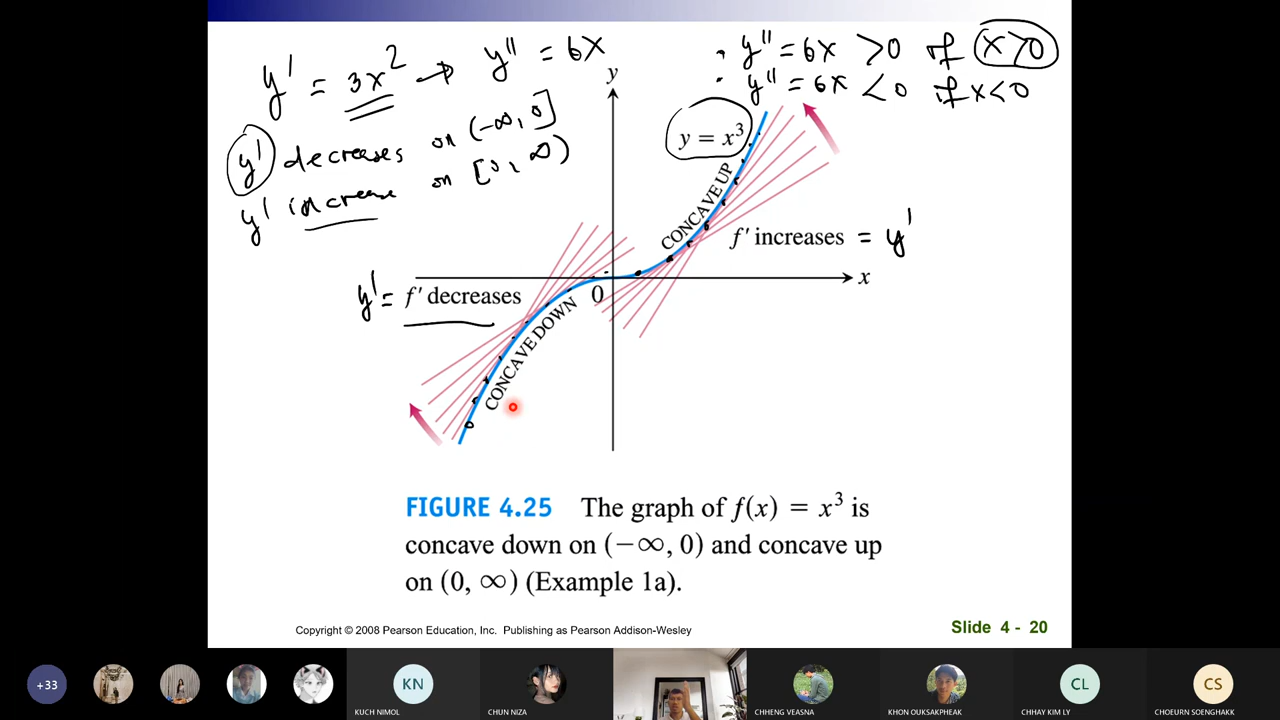 y' = 3x² → y'' = 6x
· y'' = 6x > 0 if x > 0
· y'' = 6x < 0 if x < 0
y' decreases on (-∞, 0]
y' increase on [0, ∞)
y
y = x³
CONCAVE UP
f' increases = y'
x
0
y' = f' decreases
CONCAVE DOWN
FIGURE 4.25 The graph of f(x) = x³ is
concave down on (−∞, 0) and concave up
on (0, ∞) (Example 1a).
Copyright © 2008 Pearson Education, Inc. Publishing as Pearson Addison-Wesley
Slide 4 - 20
+33
KN
CL
CS
KUCH NIMOL
CHUN NIZA
CHHENG VEASNA
KHON OUKSAKPHEAK
CHHAY KIM LY
CHOEURN SOENGHAKK